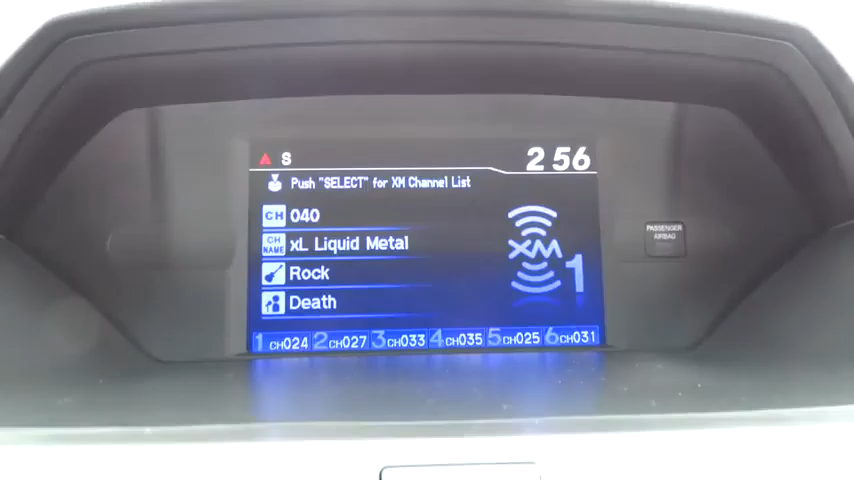 S
2 56
Push "SELECT" for XM Channel List
CH 040
CH NAME xL Liquid Metal
Rock
Death
XM 1
1 CH024 2 CH027 3 CH033 4 CH035 5 CH025 6 CH031
PASSENGER
AIRBAG